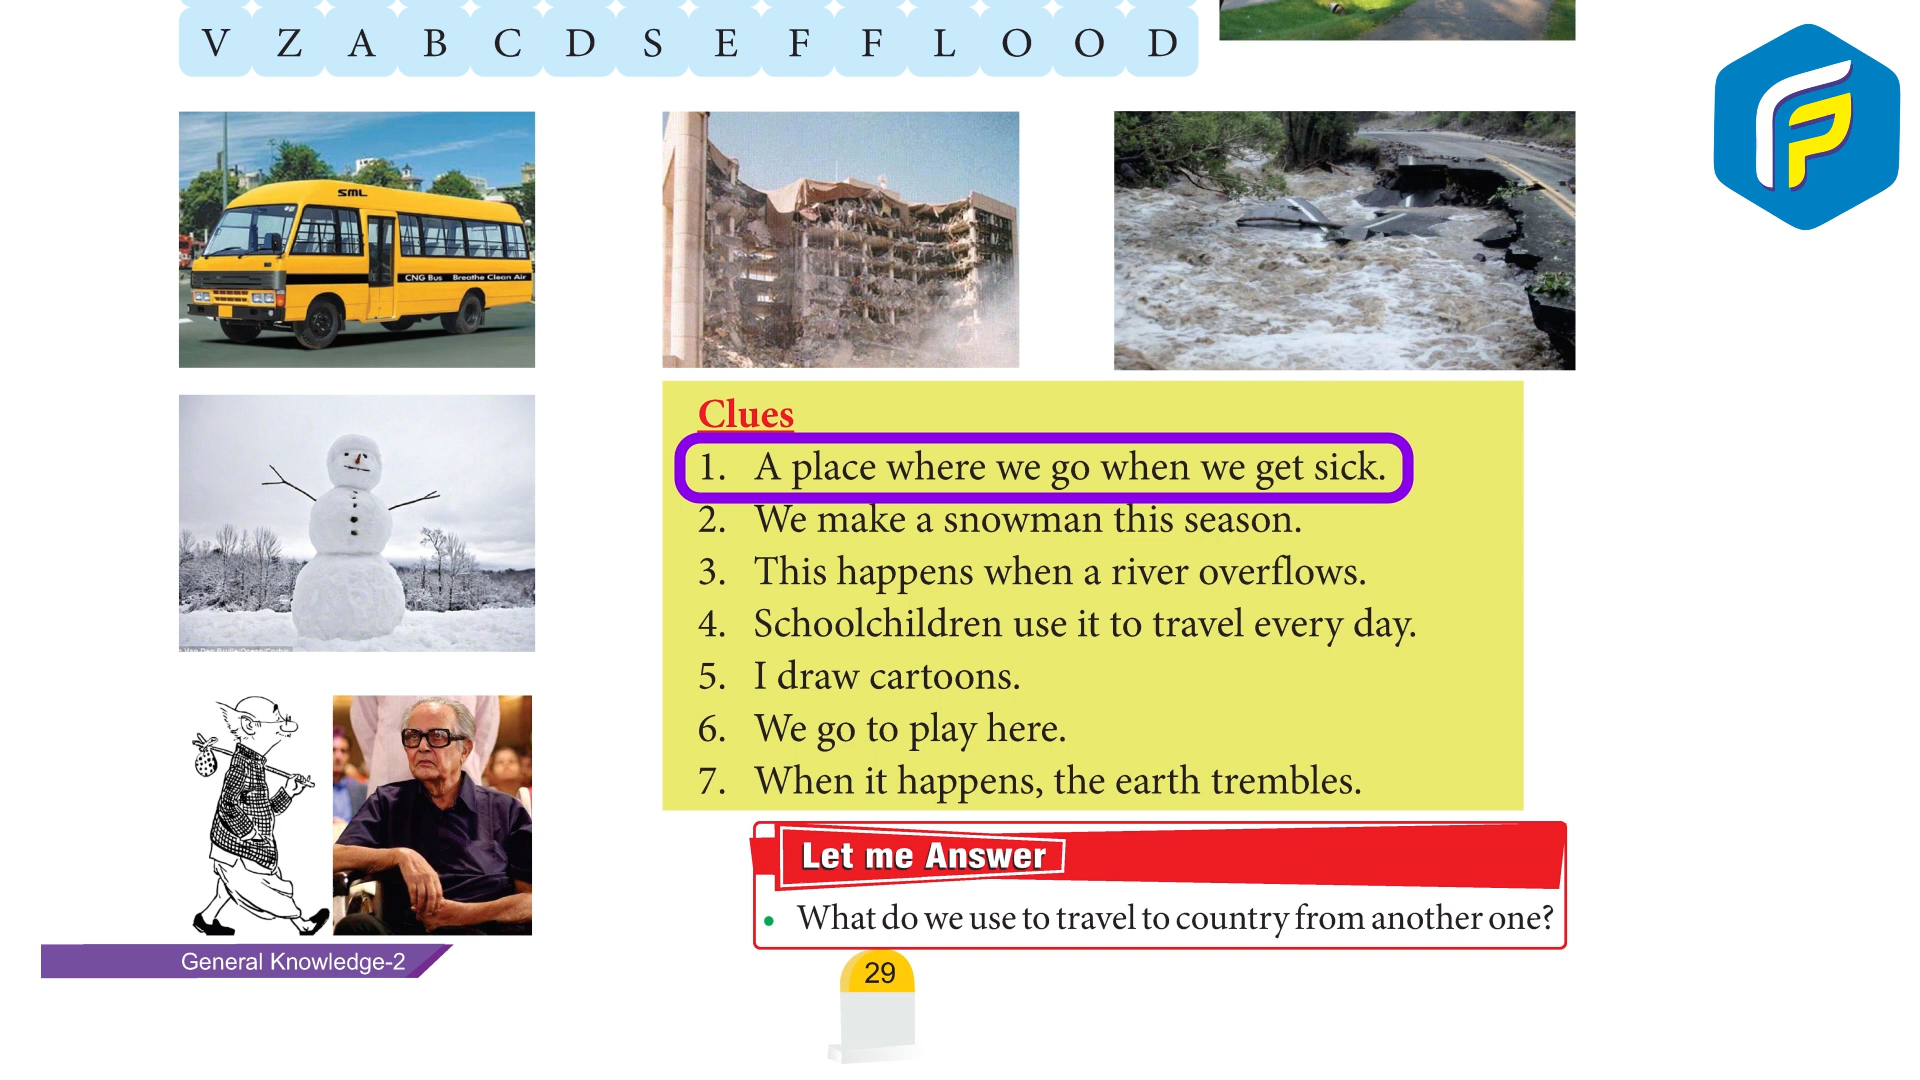 V Z A B C D S E F F L O O D
SML
CNG Bus Breathe Clean Air
Clues
1. A place where we go when we get sick.
2. We make a snowman this season.
3. This happens when a river overflows.
4. Schoolchildren use it to travel every day.
5. I draw cartoons.
6. We go to play here.
7. When it happens, the earth trembles.
Let me Answer
• What do we use to travel to country from another one?
General Knowledge-2
29